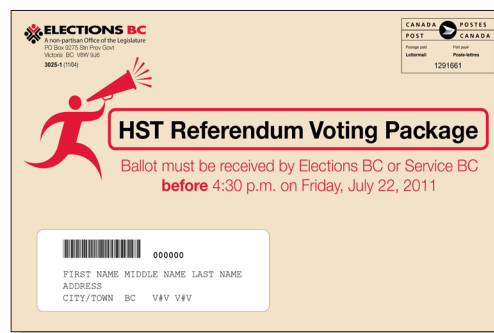 ELECTIONS BC
A non-partisan Office of the Legislature
PO Box 9275 Stn Prov Govt
Victoria BC V8W 9J6
3025-1 (11/04)
CANADA POSTES
POST CANADA
Postage paid Port payé
Lettermail Poste-lettres
1291661
HST Referendum Voting Package
Ballot must be received by Elections BC or Service BC
before 4:30 p.m. on Friday, July 22, 2011
000000
FIRST NAME MIDDLE NAME LAST NAME
ADDRESS
CITY/TOWN BC V#V V#V